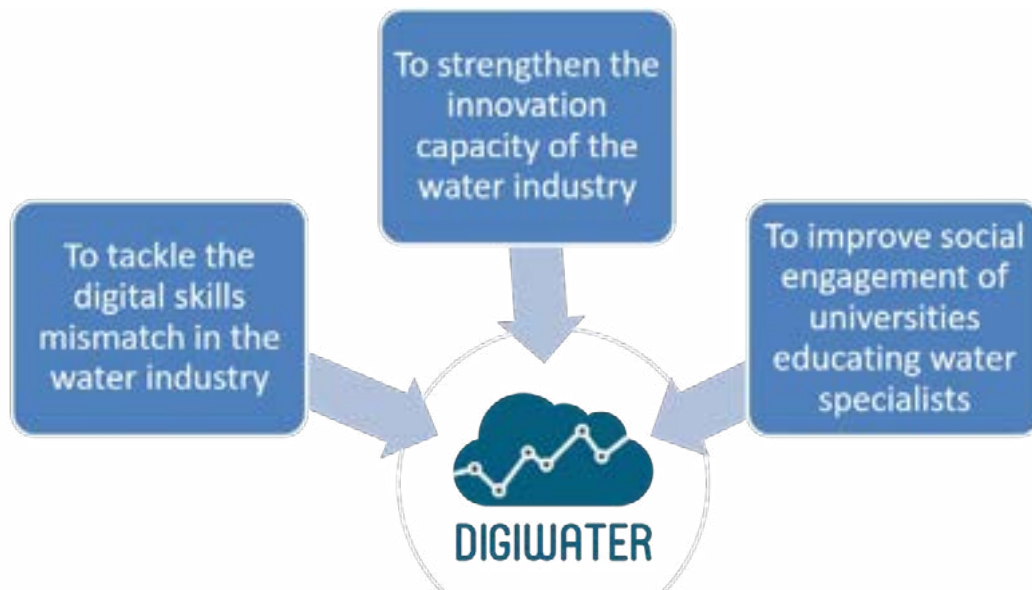 To tackle the
digital skills
mismatch in the
water industry
To strengthen the
innovation
capacity of the
water industry
To improve social
engagement of
universities
educating water
specialists
DIGIWATER